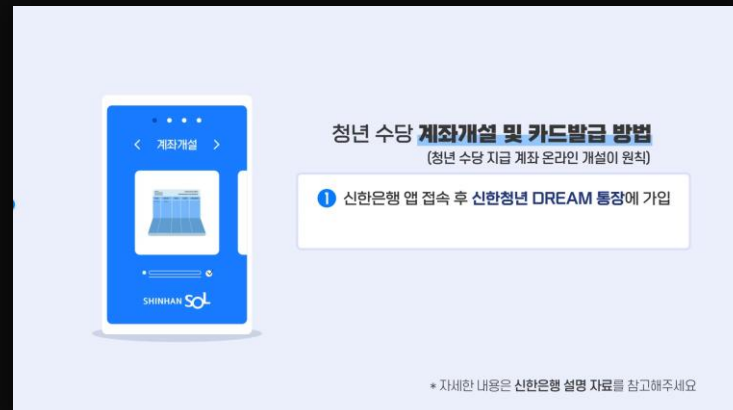 계좌개설
SHINHAN SOL
청년 수당 계좌개설 및 카드발급 방법
(청년 수당 지급 계좌 온라인 개설이 원칙)
1 신한은행 앱 접속 후 신한청년 DREAM 통장에 가입
* 자세한 내용은 신한은행 설명 자료를 참고해주세요